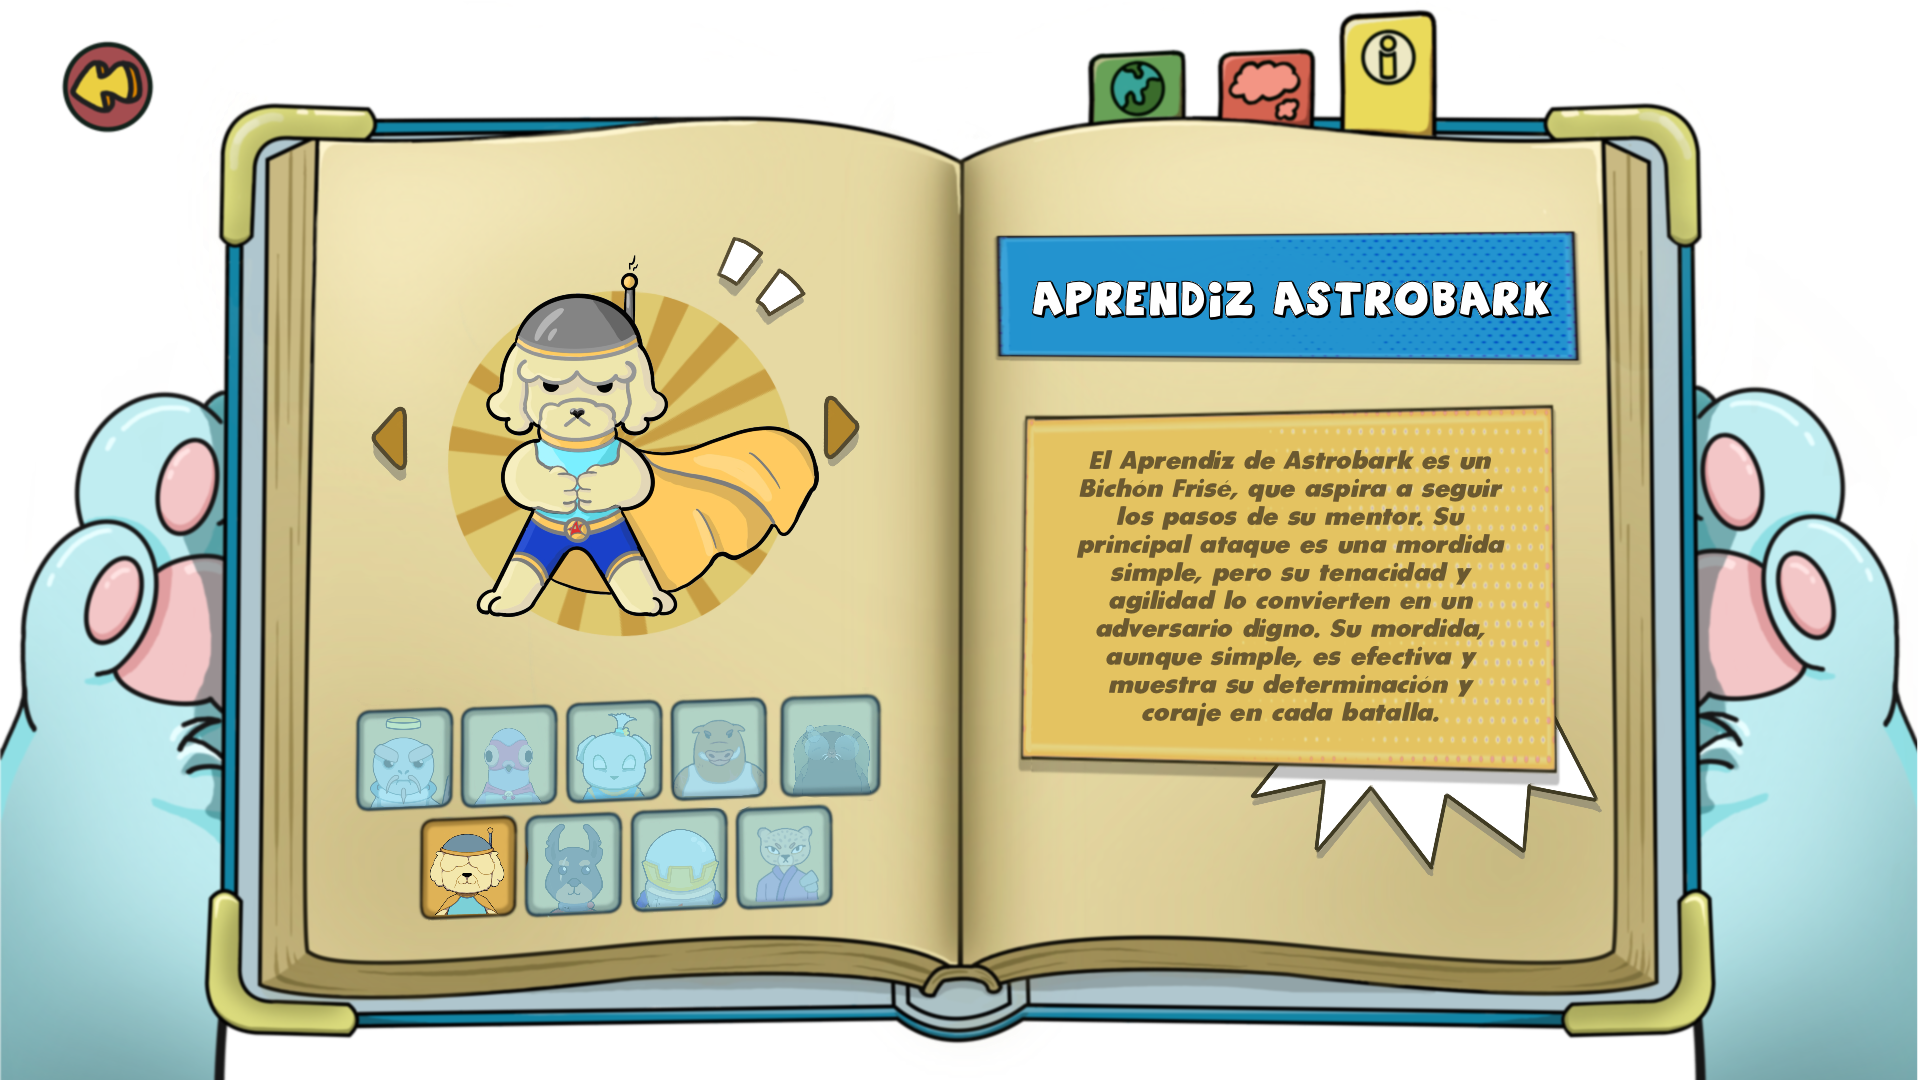 APRENDiZ ASTROBARK
El Aprendiz de Astrobark es un
Bichón Frisé, que aspira a seguir
los pasos de su mentor. Su
principal ataque es una mordida
simple, pero su tenacidad y
agilidad lo convierten en un
adversario digno. Su mordida,
aunque simple, es efectiva y
muestra su determinación y
coraje en cada batalla.